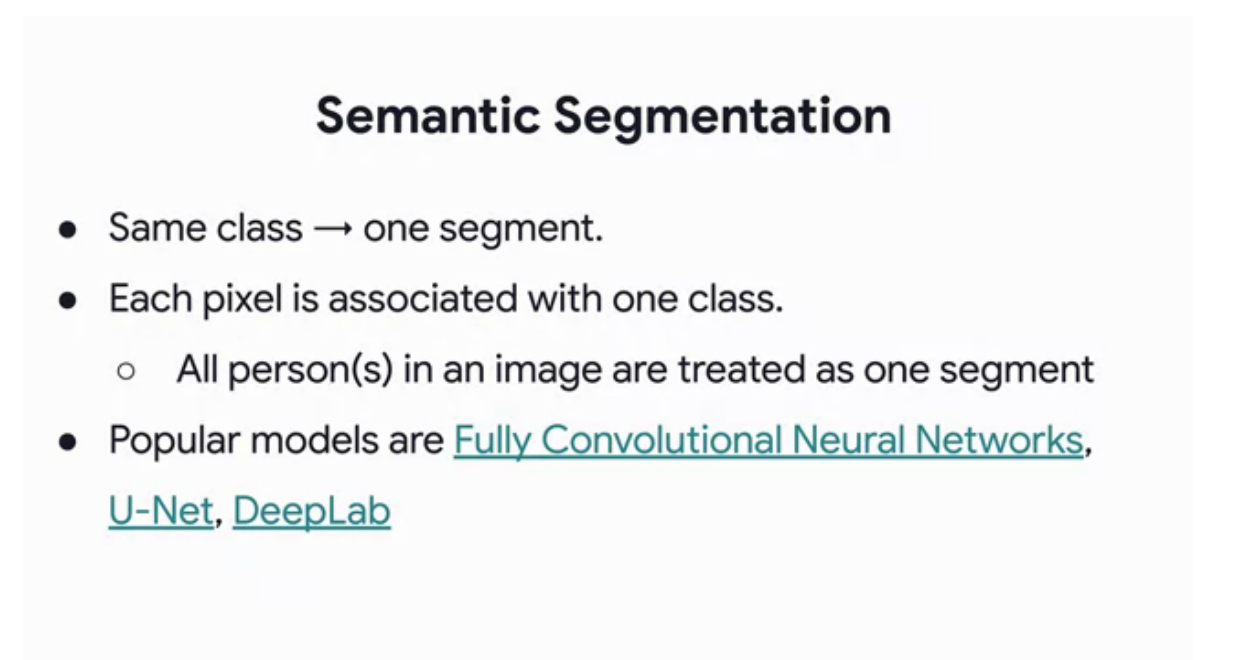 Semantic Segmentation
● Same class → one segment.
● Each pixel is associated with one class.
○ All person(s) in an image are treated as one segment
● Popular models are Fully Convolutional Neural Networks,
U-Net, DeepLab